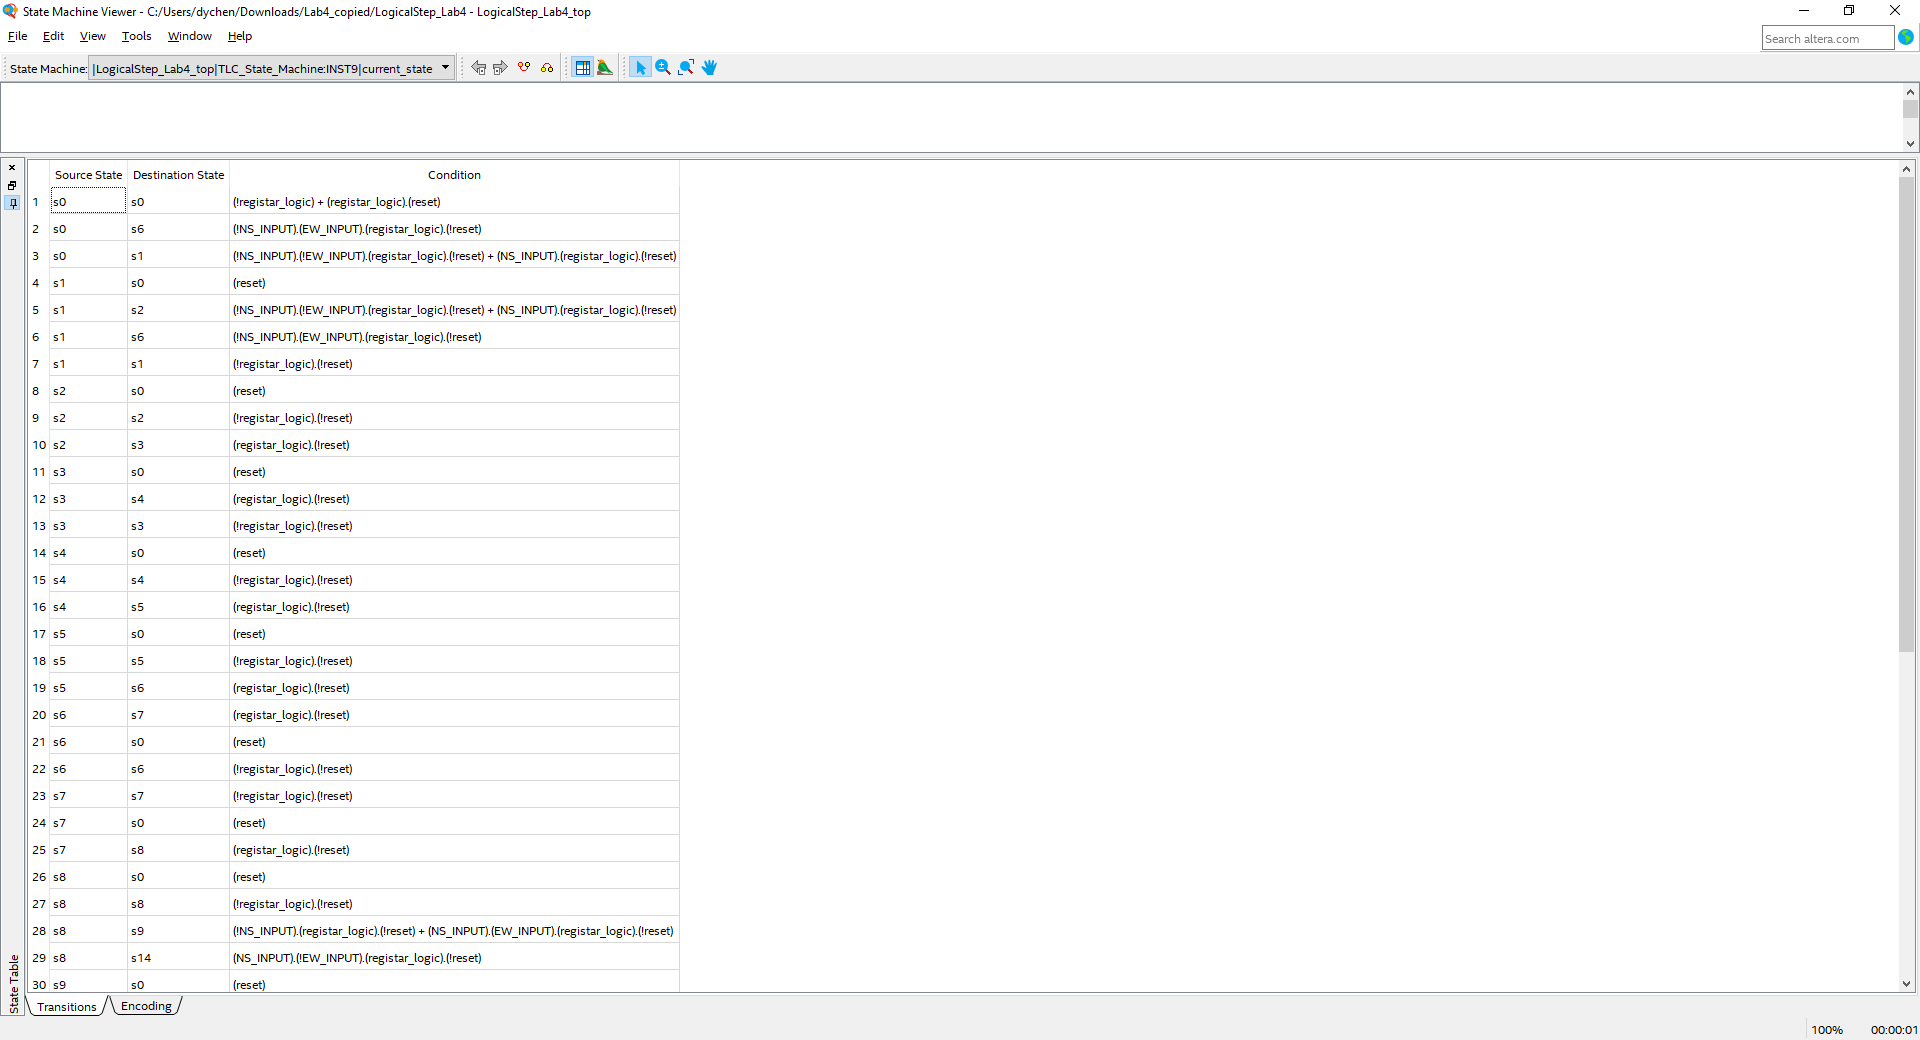 State Machine Viewer - C:/Users/dychen/Downloads/Lab4_copied/LogicalStep_Lab4 - LogicalStep_Lab4_top
File Edit View Tools Window Help
Search altera.com
State Machine: |LogicalStep_Lab4_top|TLC_State_Machine:INST9|current_state
Source State Destination State Condition
1 s0 s0 (!registar_logic) + (registar_logic).(reset)
2 s0 s6 (!NS_INPUT).(EW_INPUT).(registar_logic).(!reset)
3 s0 s1 (!NS_INPUT).(!EW_INPUT).(registar_logic).(!reset) + (NS_INPUT).(registar_logic).(!reset)
4 s1 s0 (reset)
5 s1 s2 (!NS_INPUT).(!EW_INPUT).(registar_logic).(!reset) + (NS_INPUT).(registar_logic).(!reset)
6 s1 s6 (!NS_INPUT).(EW_INPUT).(registar_logic).(!reset)
7 s1 s1 (!registar_logic).(!reset)
8 s2 s0 (reset)
9 s2 s2 (!registar_logic).(!reset)
10 s2 s3 (registar_logic).(!reset)
11 s3 s0 (reset)
12 s3 s4 (registar_logic).(!reset)
13 s3 s3 (!registar_logic).(!reset)
14 s4 s0 (reset)
15 s4 s4 (!registar_logic).(!reset)
16 s4 s5 (registar_logic).(!reset)
17 s5 s0 (reset)
18 s5 s5 (!registar_logic).(!reset)
19 s5 s6 (registar_logic).(!reset)
20 s6 s7 (registar_logic).(!reset)
21 s6 s0 (reset)
22 s6 s6 (!registar_logic).(!reset)
23 s7 s7 (!registar_logic).(!reset)
24 s7 s0 (reset)
25 s7 s8 (registar_logic).(!reset)
26 s8 s0 (reset)
27 s8 s8 (!registar_logic).(!reset)
28 s8 s9 (!NS_INPUT).(registar_logic).(!reset) + (NS_INPUT).(EW_INPUT).(registar_logic).(!reset)
29 s8 s14 (NS_INPUT).(!EW_INPUT).(registar_logic).(!reset)
30 s9 s0 (reset)
State Table
Transitions Encoding
100% 00:00:01